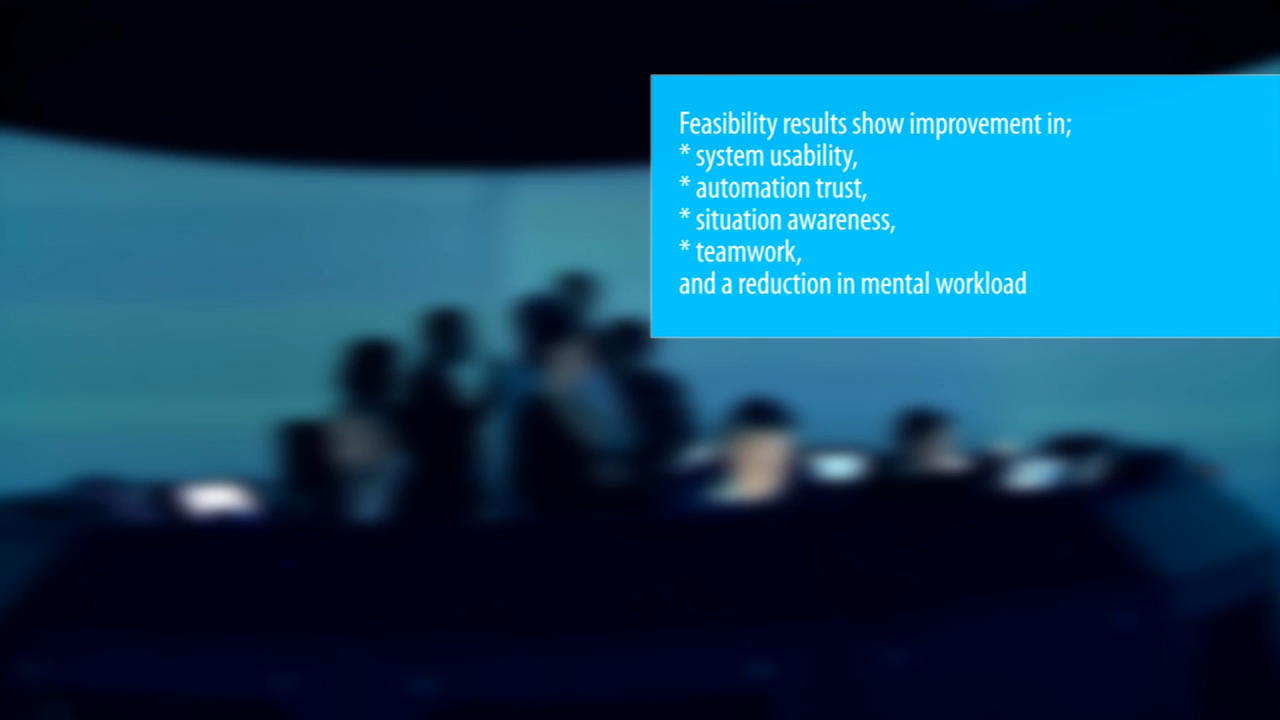 Feasibility results show improvement in;
* system usability,
* automation trust,
* situation awareness,
* teamwork,
and a reduction in mental workload